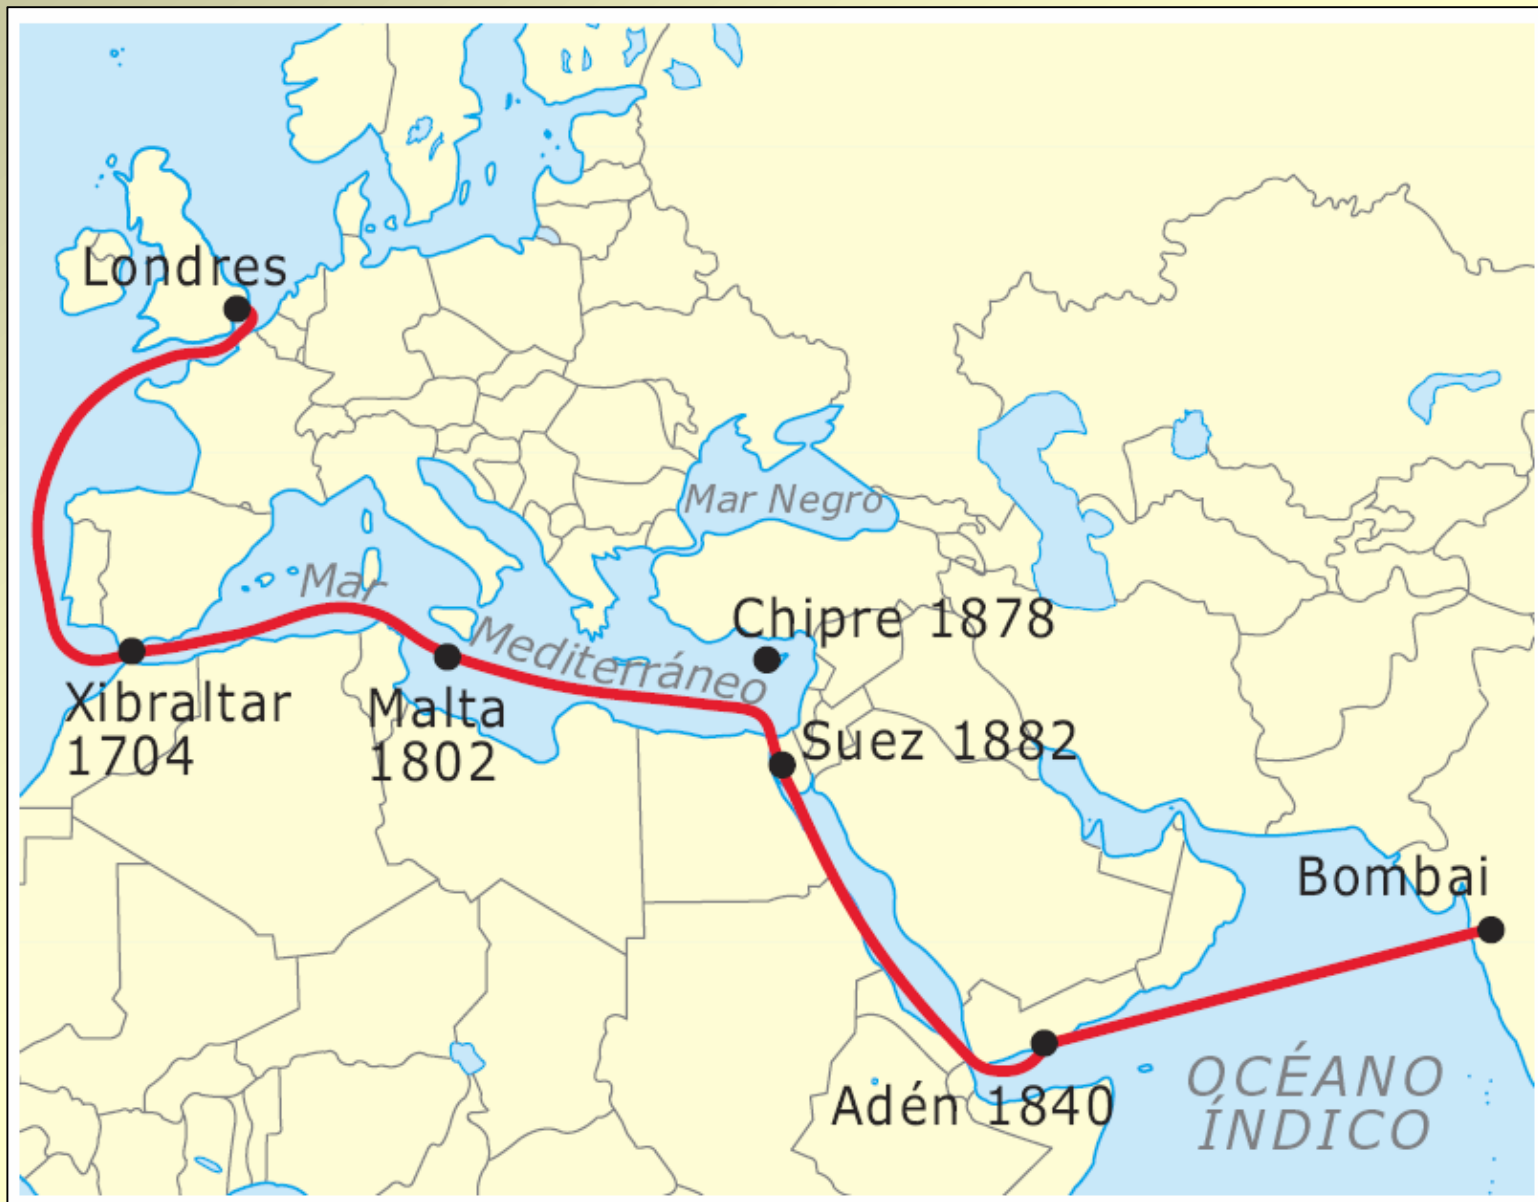 Londres
Mar Negro
Mar
Mediterráneo
Chipre 1878
Xibraltar
1704
Malta
1802
Suez 1882
Bombai
Adén 1840
OCÉANO
ÍNDICO